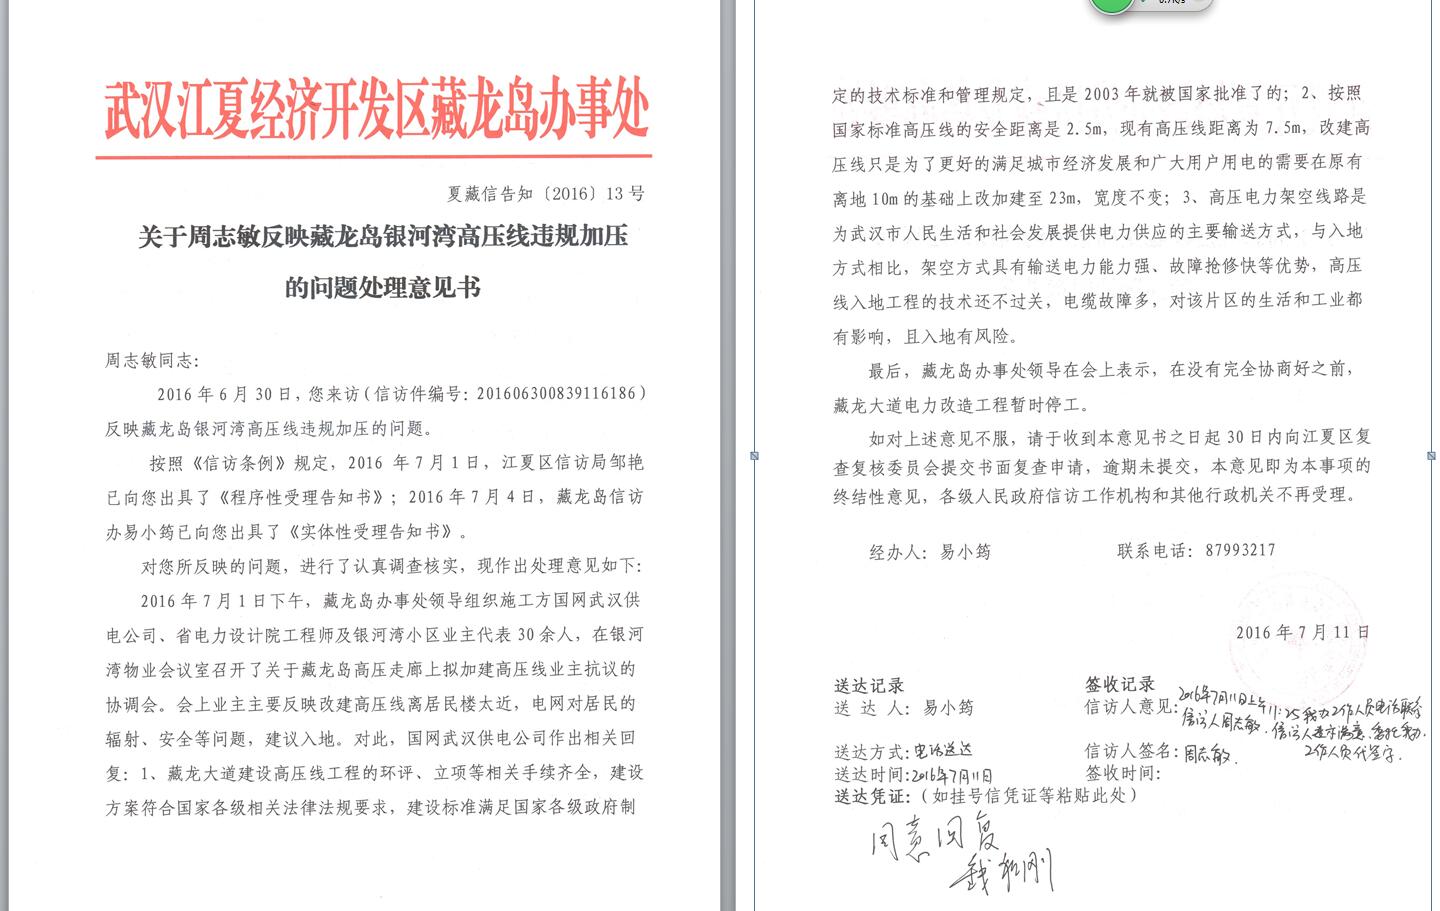 武汉江夏经济开发区藏龙岛办事处
夏藏信告知〔2016〕13 号
关于周志敏反映藏龙岛银河湾高压线违规加压
的问题处理意见书
周志敏同志：
2016 年 6 月 30 日，您来访（信访件编号：201606300839116186）
反映藏龙岛银河湾高压线违规加压的问题。
按照《信访条例》规定，2016 年 7 月 1 日，江夏区信访局邹艳
已向您出具了《程序性受理告知书》；2016 年 7 月 4 日，藏龙岛信访
办易小筠已向您出具了《实体性受理告知书》。
对您所反映的问题，进行了认真调查核实，现作出处理意见如下：
2016 年 7 月 1 日下午，藏龙岛办事处领导组织施工方国网武汉供
电公司、省电力设计院工程师及银河湾小区业主代表 30 余人，在银河
湾物业会议室召开了关于藏龙岛高压走廊上拟加建高压线业主抗议的
协调会。会上业主主要反映改建高压线离居民楼太近，电网对居民的
辐射、安全等问题，建议入地。对此，国网武汉供电公司作出相关回
复：1、藏龙大道建设高压线工程的环评、立项等相关手续齐全，建设
方案符合国家各级相关法律法规要求，建设标准满足国家各级政府制
定的技术标准和管理规定，且是 2003 年就被国家批准了的；2、按照
国家标准高压线的安全距离是 2.5m，现有高压线距离为 7.5m，改建高
压线只是为了更好的满足城市经济发展和广大用户用电的需要在原有
离地 10m 的基础上改加建至 23m，宽度不变；3、高压电力架空线路是
为武汉市人民生活和社会发展提供电力供应的主要输送方式，与入地
方式相比，架空方式具有输送电力能力强、故障抢修快等优势，高压
线入地工程的技术还不过关，电缆故障多，对该片区的生活和工业都
有影响，且入地有风险。
最后，藏龙岛办事处领导在会上表示，在没有完全协商好之前，
藏龙大道电力改造工程暂时停工。
如对上述意见不服，请于收到本意见书之日起 30 日内向江夏区复
查复核委员会提交书面复查申请，逾期未提交，本意见即为本事项的
终结性意见，各级人民政府信访工作机构和其他行政机关不再受理。
经办人：易小筠 联系电话：87993217
2016 年 7 月 11 日
送达记录 签收记录
送 达 人：易小筠 信访人意见：2016年7月11日上午11:25我办工作人员电话联系
信访人周志敏，信访人表示满意，委托我办
工作人员代签字。
送达方式：电话送达 信访人签名：周志敏.
送达时间：2016年7月11日 签收时间：
送达凭证：（如挂号信凭证等粘贴此处）
同意回复